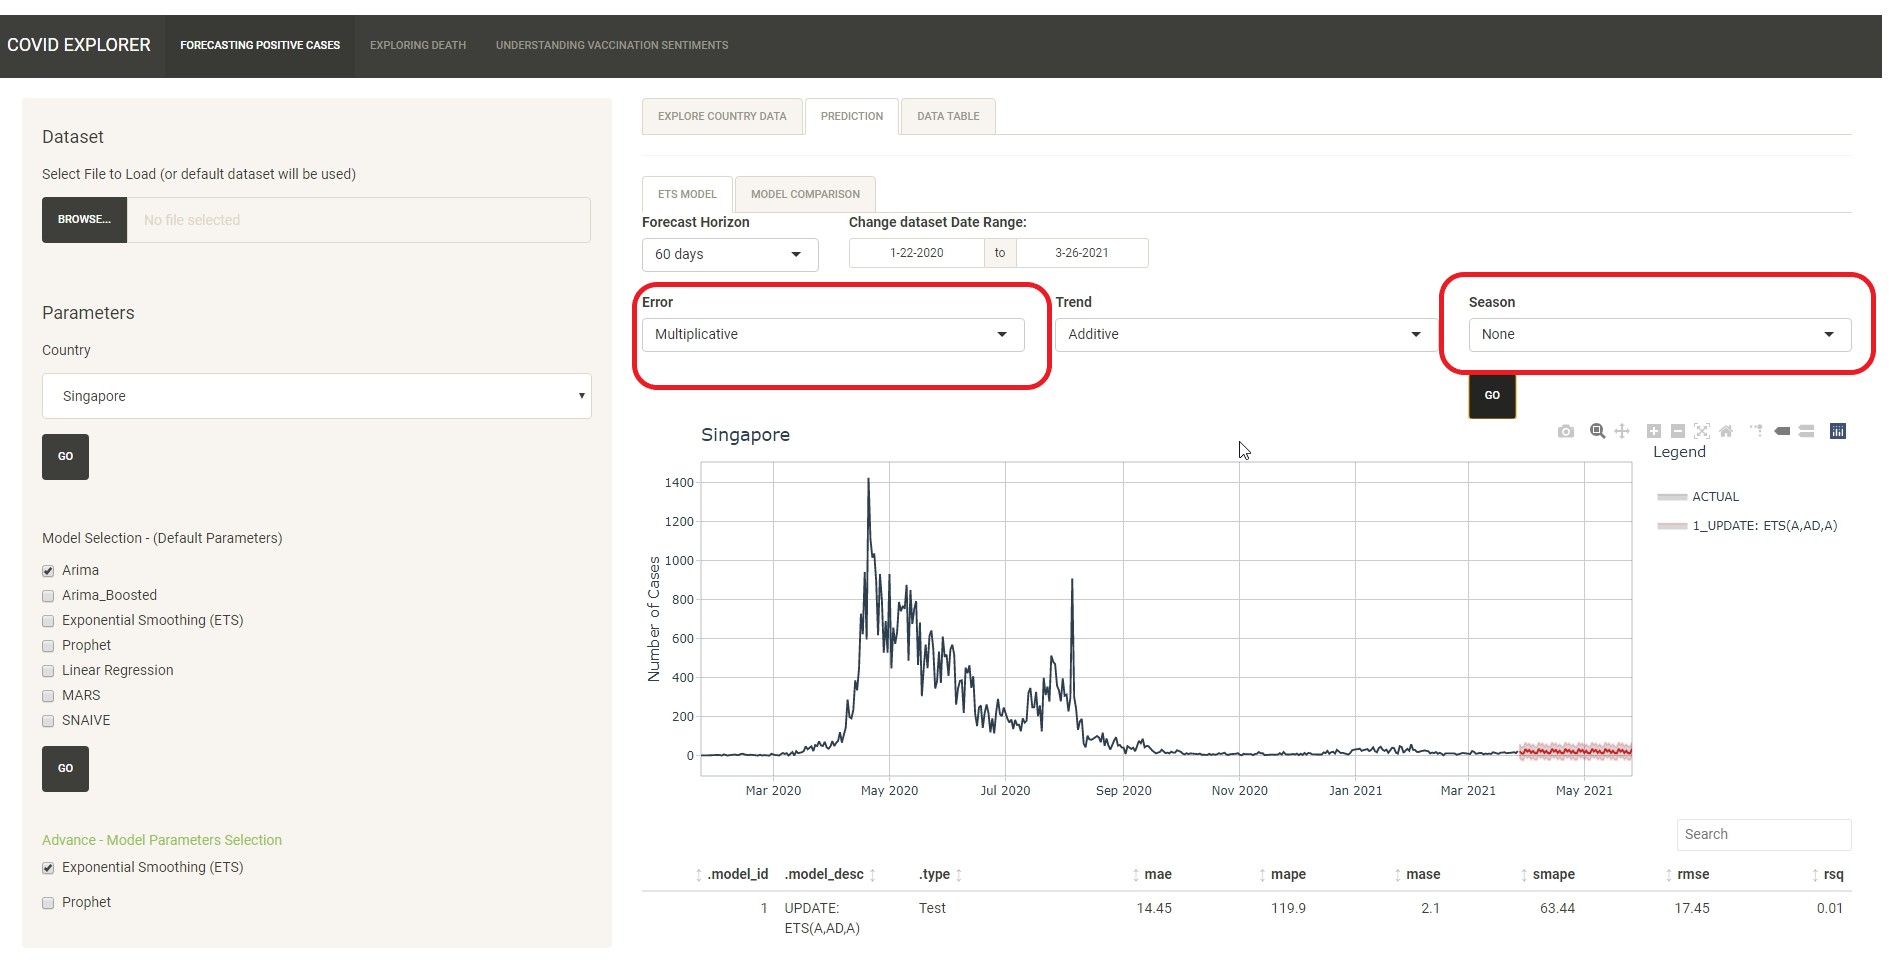 COVID EXPLORER FORECASTING POSITIVE CASES EXPLORING DEATH UNDERSTANDING VACCINATION SENTIMENTS
Dataset
Select File to Load (or default dataset will be used)
BROWSE... No file selected
Parameters
Country
Singapore
GO
Model Selection - (Default Parameters)
Arima
Arima_Boosted
Exponential Smoothing (ETS)
Prophet
Linear Regression
MARS
SNAIVE
GO
Advance - Model Parameters Selection
Exponential Smoothing (ETS)
Prophet
EXPLORE COUNTRY DATA PREDICTION DATA TABLE
ETS MODEL MODEL COMPARISON
Forecast Horizon Change dataset Date Range:
60 days 1-22-2020 to 3-26-2021
Error Trend Season
Multiplicative Additive None
GO
Singapore
Legend
ACTUAL
1_UPDATE: ETS(A,AD,A)
Number of Cases
1400
1200
1000
800
600
400
200
0
Mar 2020 May 2020 Jul 2020 Sep 2020 Nov 2020 Jan 2021 Mar 2021 May 2021
Search
.model_id .model_desc .type mae mape mase smape rmse rsq
1 UPDATE: Test 14.45 119.9 2.1 63.44 17.45 0.01
ETS(A,AD,A)